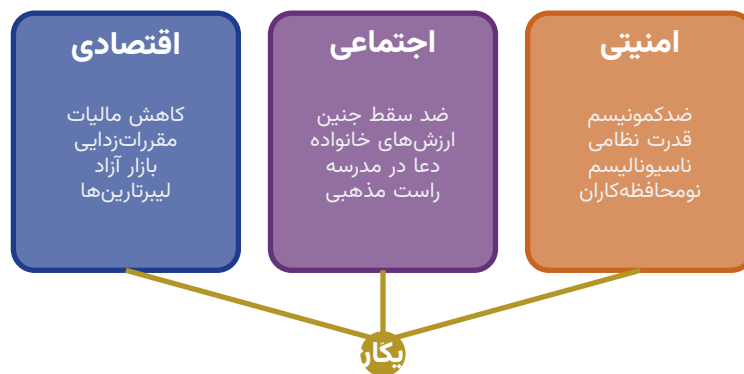 امنیتی
ضدکمونیسم
قدرت نظامی
ناسیونالیسم
نومحافظه‌کاران
اجتماعی
ضد سقط جنین
ارزش‌های خانواده
دعا در مدرسه
راست مذهبی
اقتصادی
کاهش مالیات
مقررات‌زدایی
بازار آزاد
لیبرتارین‌ها